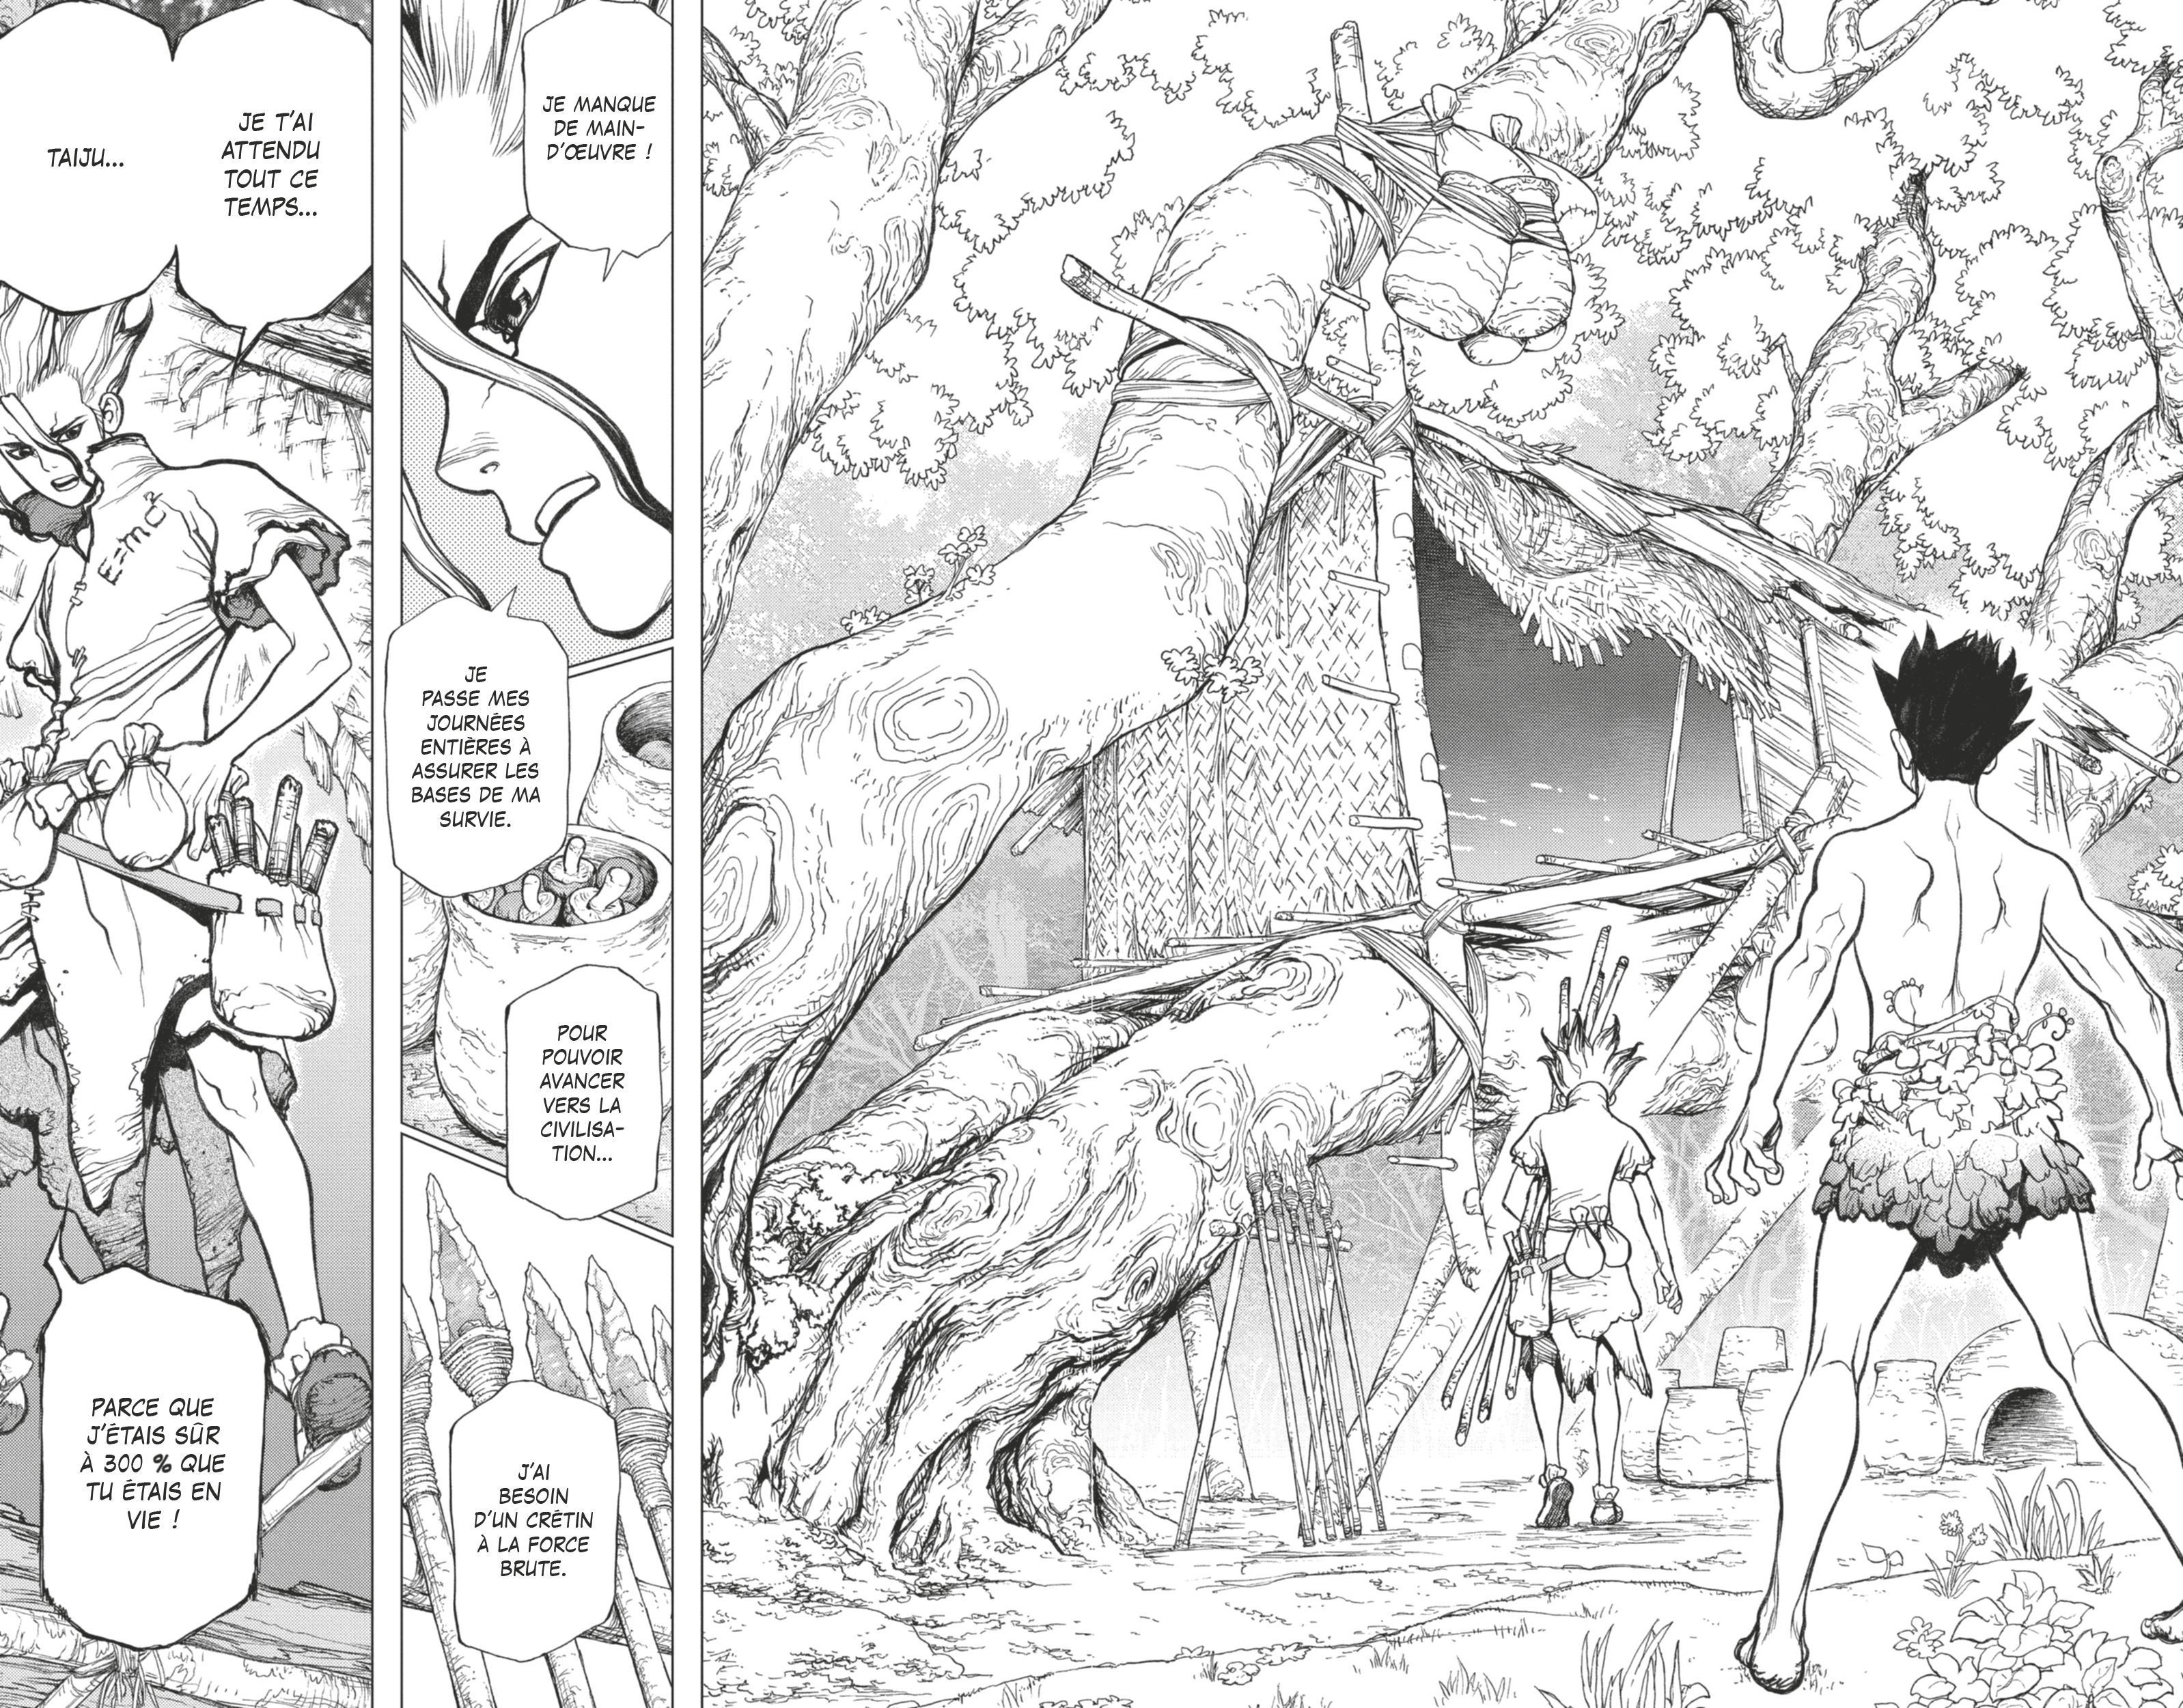 JE MANQUE
DE MAIN-
D'ŒUVRE !
JE
PASSE MES
JOURNÉES
ENTIÈRES À
ASSURER LES
BASES DE MA
SURVIE.
POUR
POUVOIR
AVANCER
VERS LA
CIVILISA-
TION...
J'AI
BESOIN
D'UN CRÉTIN
À LA FORCE
BRUTE.
JE T'AI
ATTENDU
TOUT CE
TEMPS...
TAIJU...
E=mc²
PARCE QUE
J'ÉTAIS SÛR
À 300 % QUE
TU ÉTAIS EN
VIE !